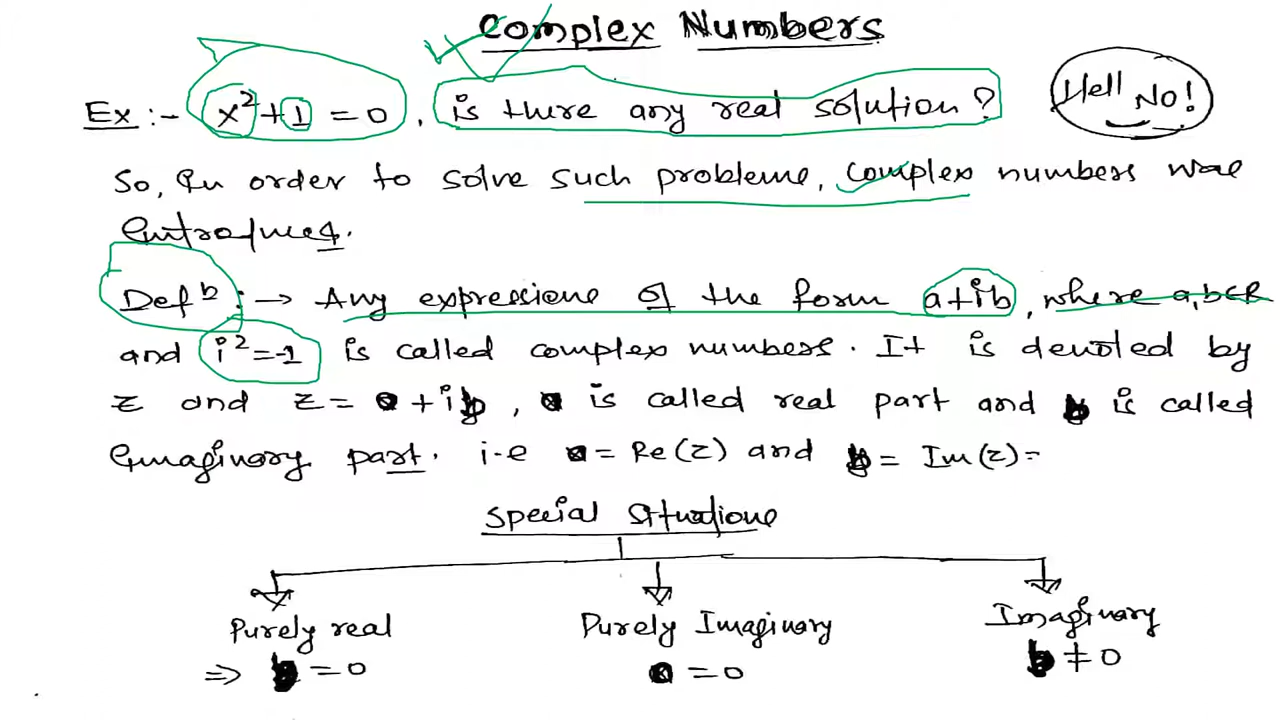 Complex Numbers
Ex :- x² + 1 = 0 , is there any real solution ? Hell No!
So, In order to solve such problems, complex numbers was
introduced.
Defⁿ :→ Any expressions of the form a+ib , where a,b∈R
and i² = -1 is called complex numbers. It is denoted by
z and z = a + ib , a is called real part and b is called
Imaginary part. i.e a = Re(z) and b = Im(z)-
Special Situations
Purely real Purely Imaginary Imaginary
⇒ b = 0 a = 0 b ≠ 0